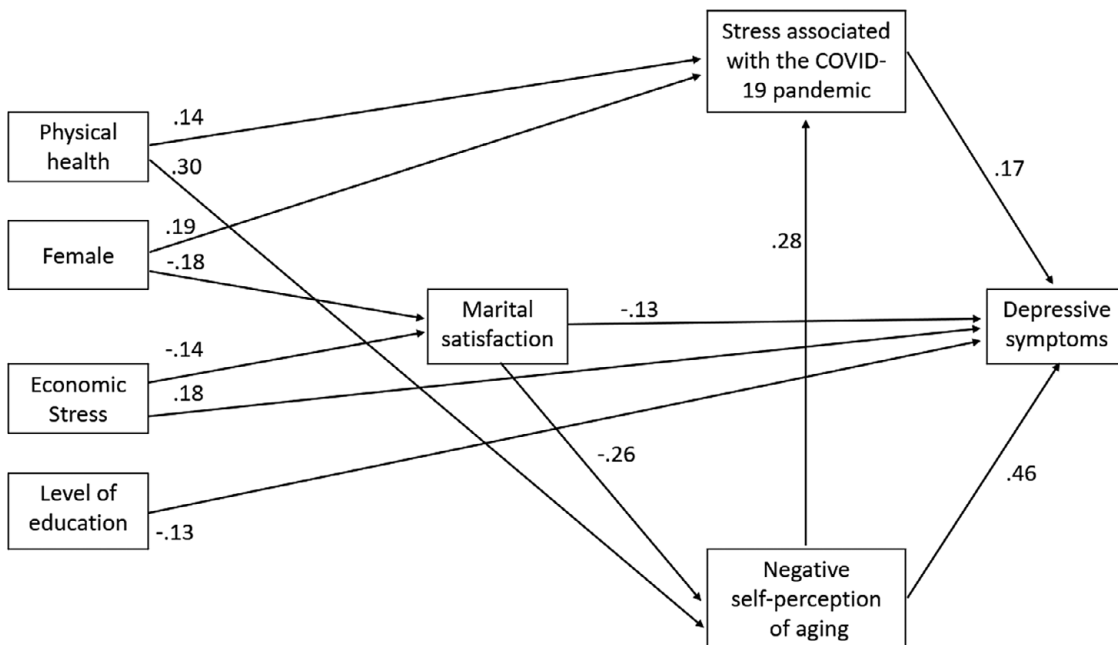 Stress associated
with the COVID-
19 pandemic
.14
Physical
health
.30
.17
.19
Female
-.18
.28
Marital
satisfaction
-.13
Depressive
symptoms
-.14
Economic
Stress
.18
-.26
.46
Level of
education
-.13
Negative
self-perception
of aging